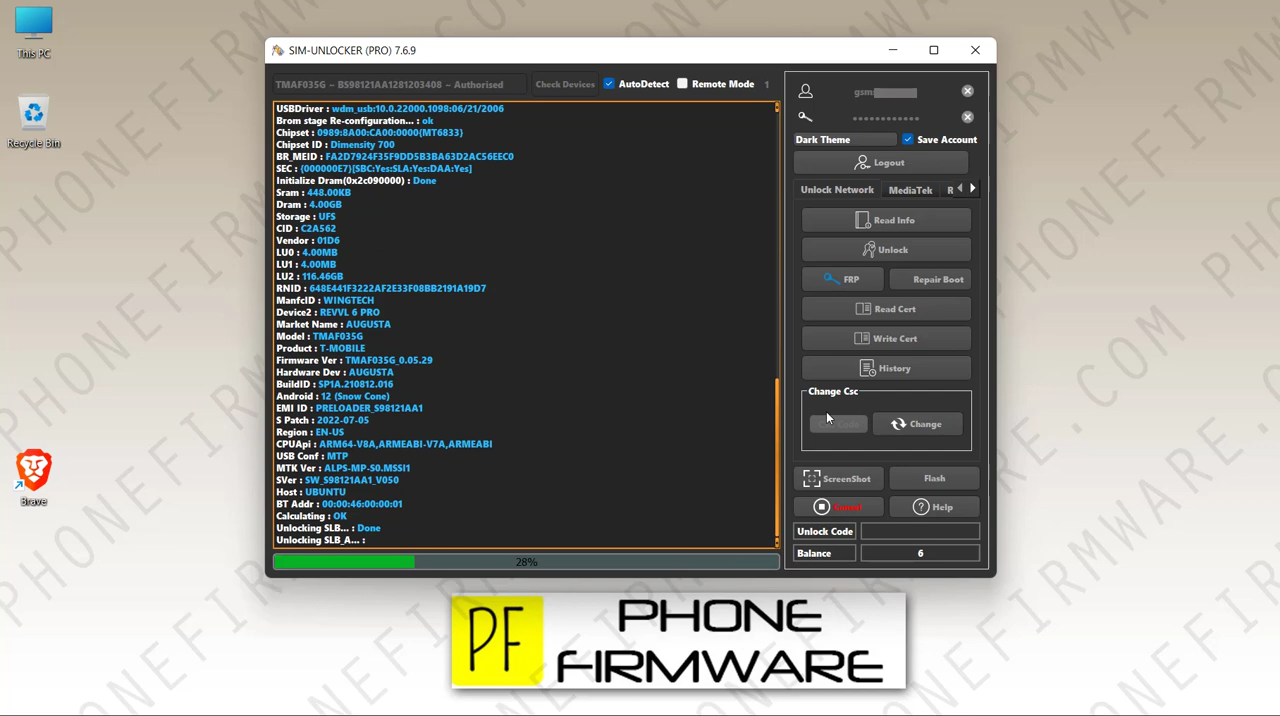 This PC
Recycle Bin
Brave
SIM-UNLOCKER (PRO) 7.6.9
TMAF035G – BS98121AA1281203408 – Authorised
Check Devices
AutoDetect
Remote Mode
1
USBDriver : wdm_usb:10.0.22000.1098:06/21/2006
Brom stage Re-configuration... : ok
Chipset : 0989:8A00:CA00:0000{MT6833}
Chipset ID : Dimensity 700
BR_MEID : FA2D7924F35F9DD5B3BA63D2AC56EEC0
SEC : {000000E7}[SBC:Yes:SLA:Yes:DAA:Yes]
Initialize Dram(0x2c090000) : Done
Sram : 448.00KB
Dram : 4.00GB
Storage : UFS
CID : C2A562
Vendor : 01D6
LU0 : 4.00MB
LU1 : 4.00MB
LU2 : 116.46GB
RNID : 648E441F3222AF2E33F08BB2191A19D7
ManfcID : WINGTECH
Device2 : REVVL 6 PRO
Market Name : AUGUSTA
Model : TMAF035G
Product : T-MOBILE
Firmware Ver : TMAF035G_0.05.29
Hardware Dev : AUGUSTA
BuildID : SP1A.210812.016
Android : 12 (Snow Cone)
EMI ID : PRELOADER_S98121AA1
S Patch : 2022-07-05
Region : EN-US
CPUApi : ARM64-V8A,ARMEABI-V7A,ARMEABI
USB Conf : MTP
MTK Ver : ALPS-MP-S0.MSSI1
SVer : SW_S98121AA1_V050
Host : UBUNTU
BT Addr : 00:00:46:00:00:01
Calculating : OK
Unlocking SLB... : Done
Unlocking SLB_A... :
28%
gsm
Dark Theme
Save Account
Logout
Unlock Network
MediaTek
R
Read Info
Unlock
FRP
Repair Boot
Read Cert
Write Cert
History
Change Csc
Change
ScreenShot
Flash
Cancel
Help
Unlock Code
Balance
6
PF PHONE
FIRMWARE
PHONEFIRMWARE.COM